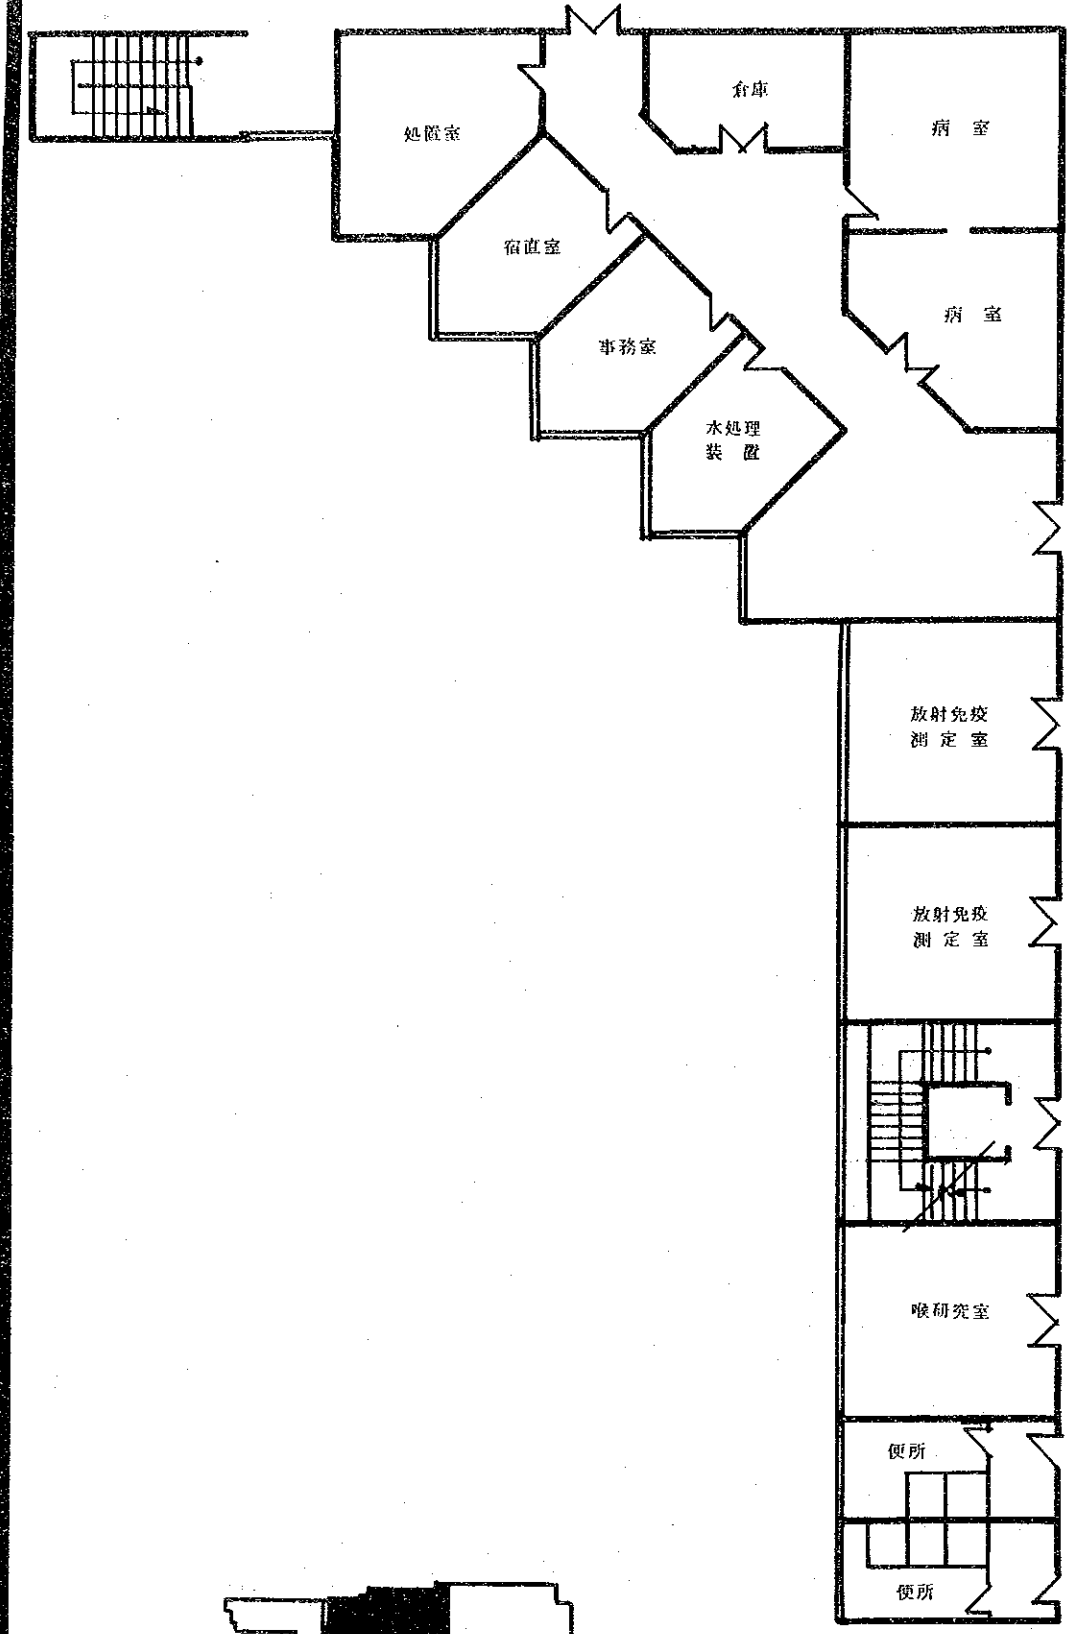 倉庫
病室
処置室
宿直室
病室
事務室
水処理
装置
放射免疫
測定室
放射免疫
測定室
喉研究室
便所
便所